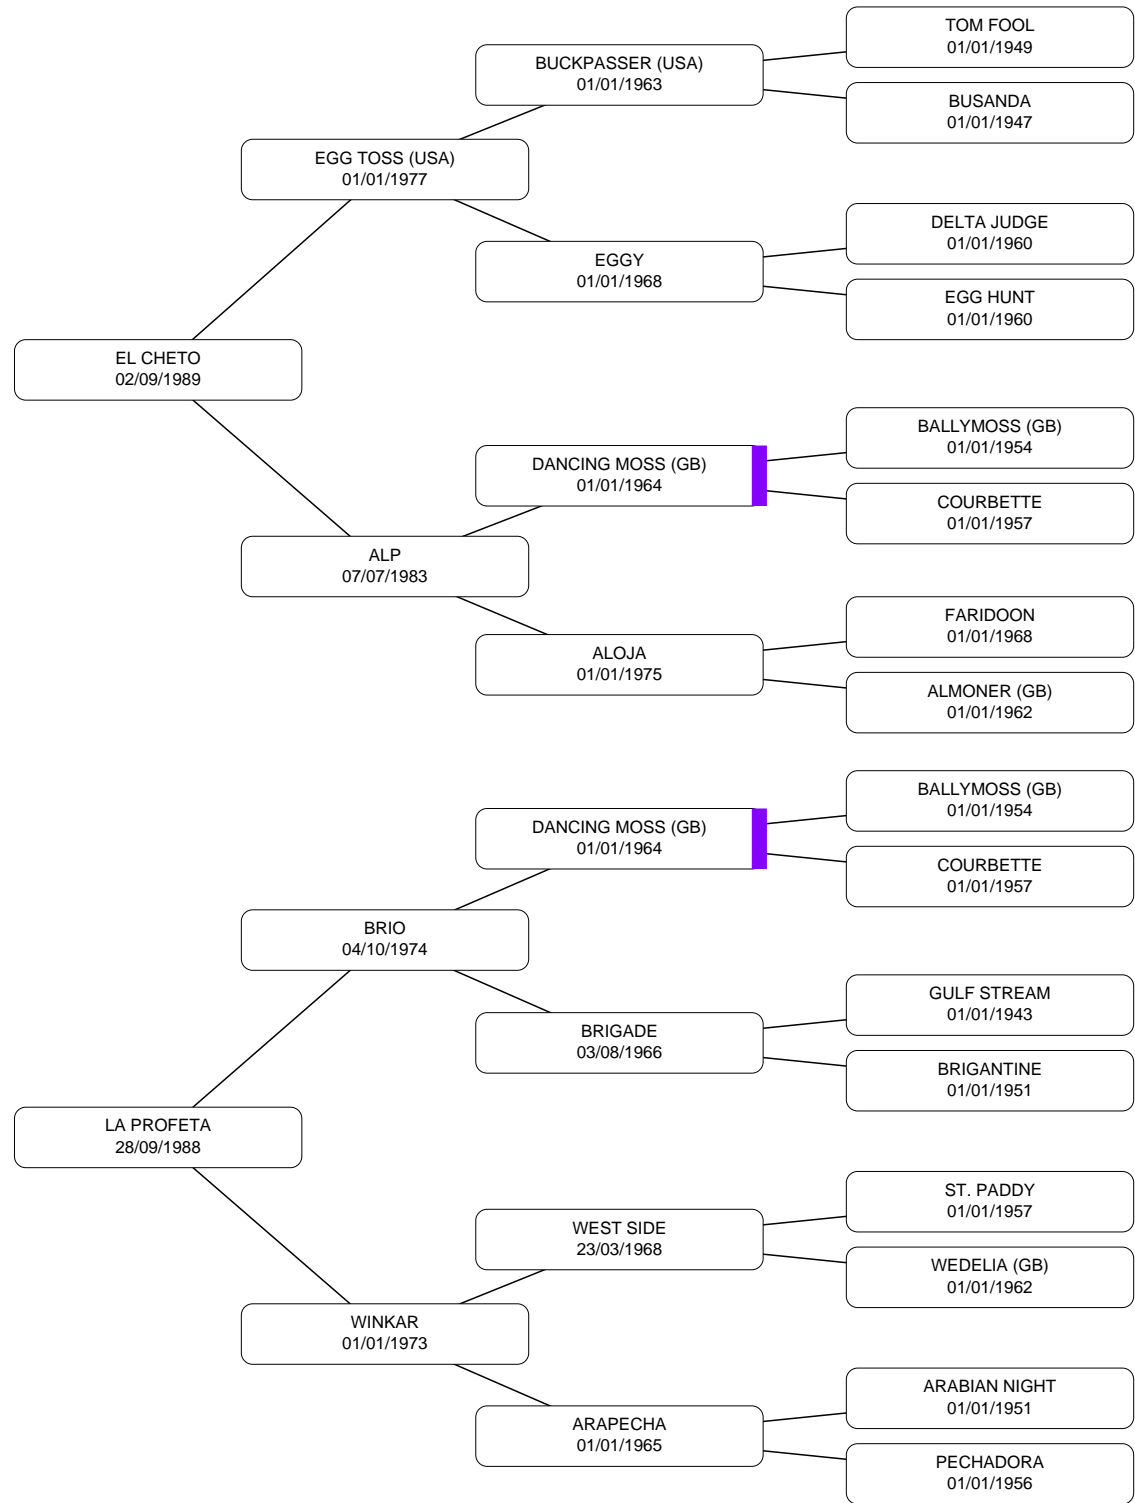 TOM FOOL
01/01/1949
BUCKPASSER (USA)
01/01/1963
BUSANDA
01/01/1947
EGG TOSS (USA)
01/01/1977
DELTA JUDGE
01/01/1960
EGGY
01/01/1968
EGG HUNT
01/01/1960
EL CHETO
02/09/1989
BALLYMOSS (GB)
01/01/1954
DANCING MOSS (GB)
01/01/1964
COURBETTE
01/01/1957
ALP
07/07/1983
FARIDOON
01/01/1968
ALOJA
01/01/1975
ALMONER (GB)
01/01/1962
BALLYMOSS (GB)
01/01/1954
DANCING MOSS (GB)
01/01/1964
COURBETTE
01/01/1957
BRIO
04/10/1974
GULF STREAM
01/01/1943
BRIGADE
03/08/1966
BRIGANTINE
01/01/1951
LA PROFETA
28/09/1988
ST. PADDY
01/01/1957
WEST SIDE
23/03/1968
WEDELIA (GB)
01/01/1962
WINKAR
01/01/1973
ARABIAN NIGHT
01/01/1951
ARAPECHA
01/01/1965
PECHADORA
01/01/1956